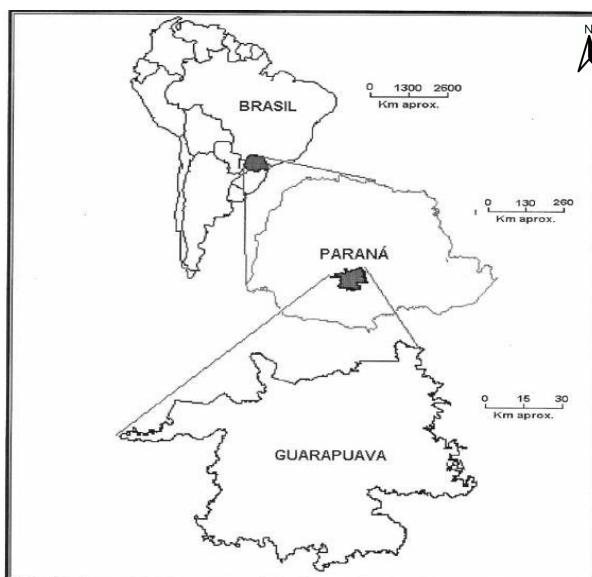 N
BRASIL
0 1300 2600
Km aprox.
0 130 260
Km aprox.
PARANÁ
0 15 30
Km aprox.
GUARAPUAVA